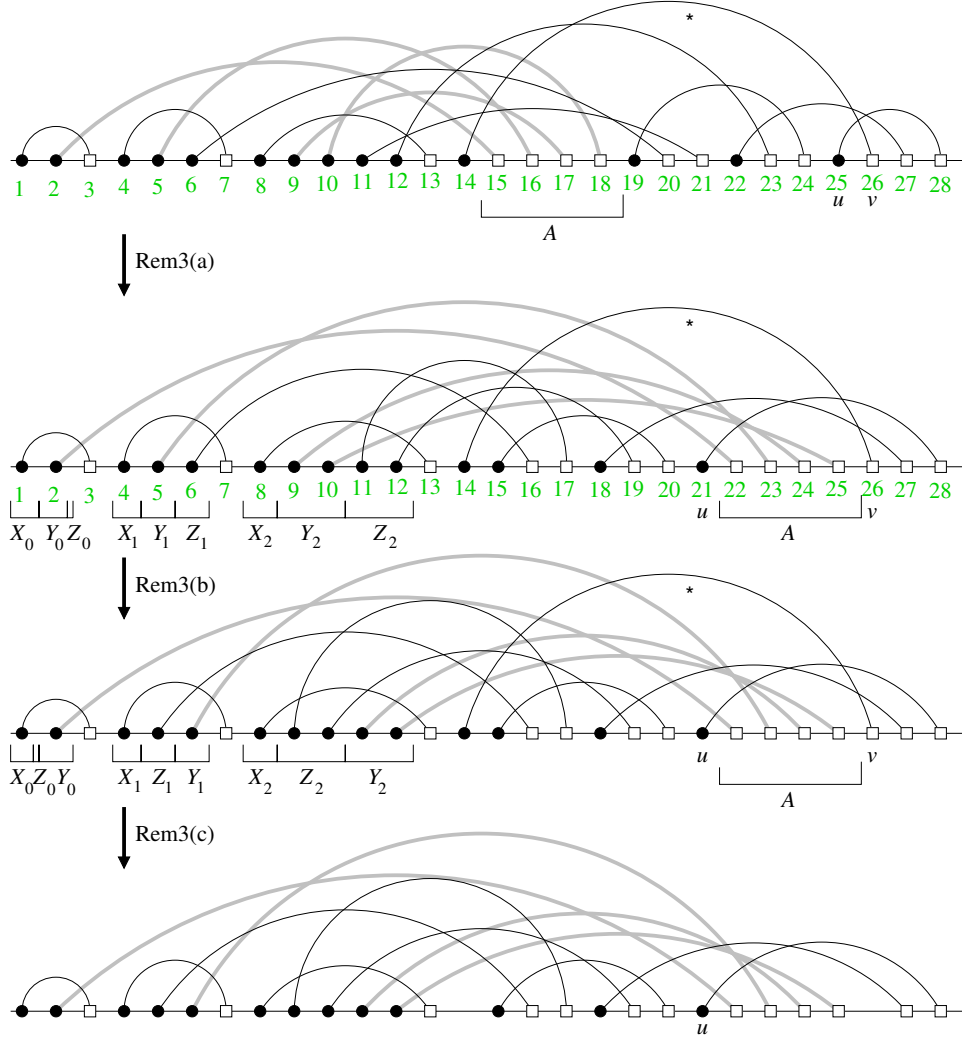 *
1 2 3 4 5 6 7 8 9 10 11 12 13 14 15 16 17 18 19 20 21 22 23 24 25 26 27 28
u v
A
Rem3(a)
*
1 2 3 4 5 6 7 8 9 10 11 12 13 14 15 16 17 18 19 20 21 22 23 24 25 26 27 28
u v
X0 Y0 Z0 X1 Y1 Z1 X2 Y2 Z2 A
Rem3(b)
*
u v
X0 Z0 Y0 X1 Z1 Y1 X2 Z2 Y2
A
Rem3(c)
u